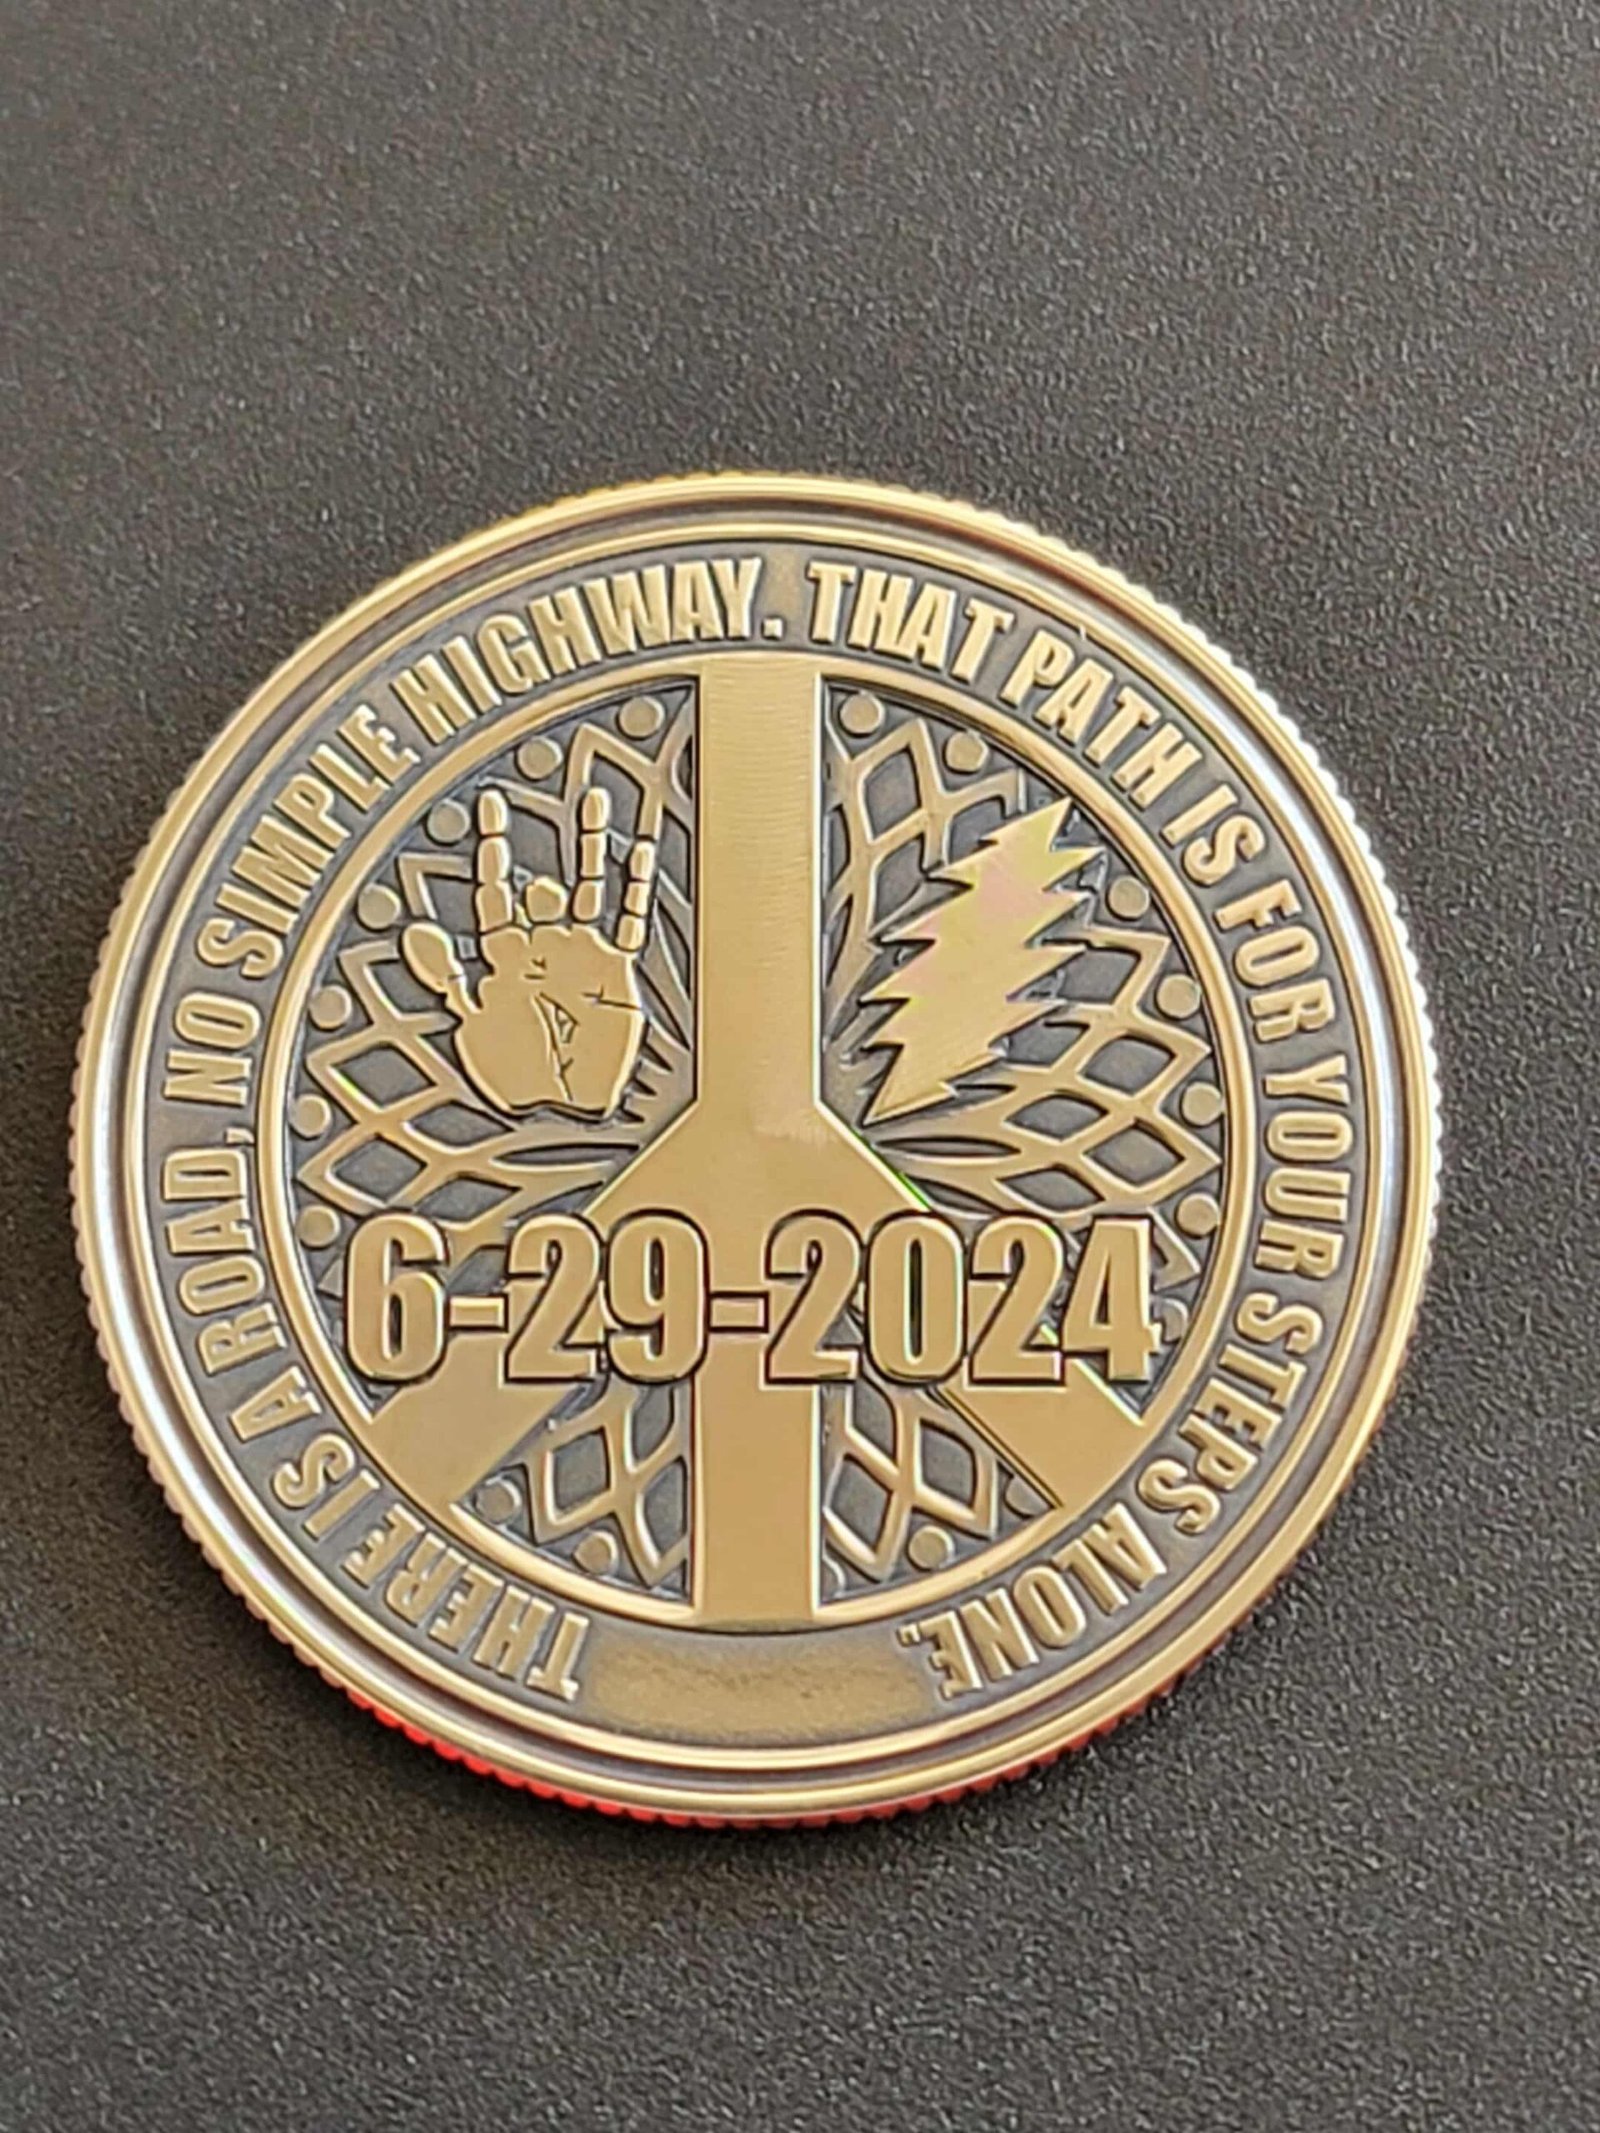 THERE IS A ROAD, NO SIMPLE HIGHWAY. THAT PATH IS FOR YOUR STEPS ALONE.
6-29-2024